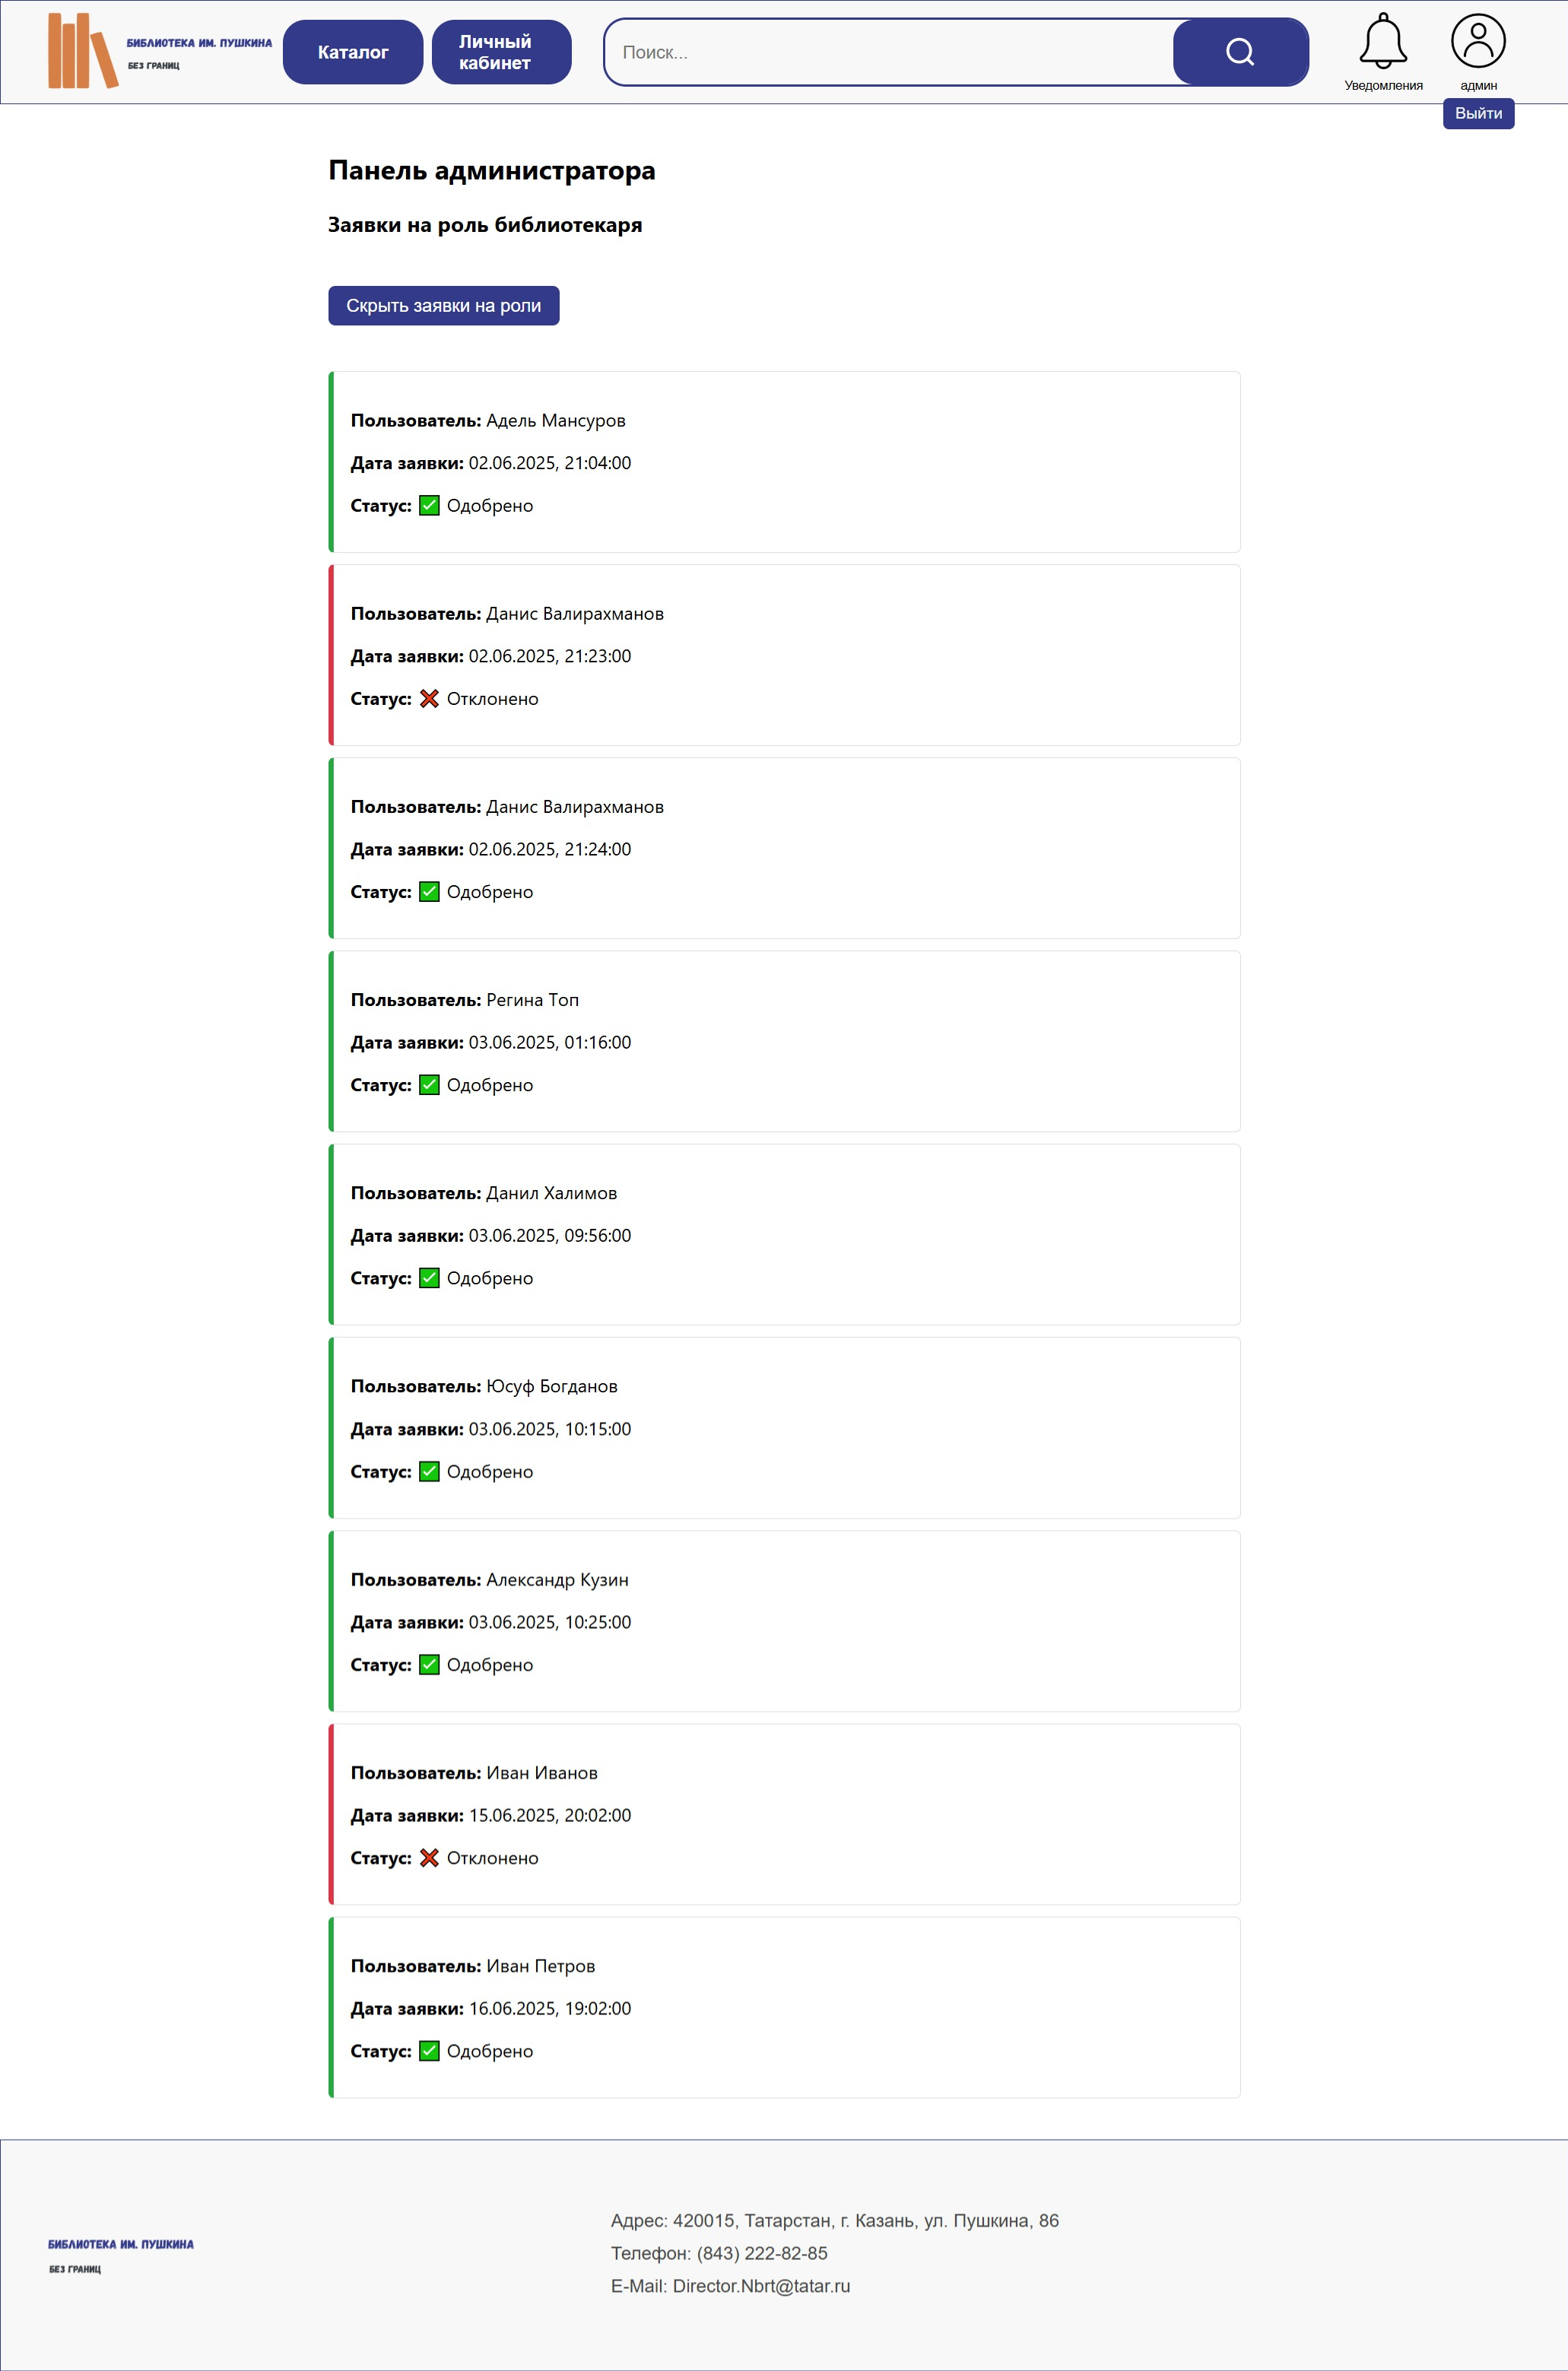 БИБЛИОТЕКА ИМ. ПУШКИНА
БЕЗ ГРАНИЦ
Каталог
Личный
кабинет
Поиск...
Уведомления
админ
Выйти
Панель администратора
Заявки на роль библиотекаря
Скрыть заявки на роли
Пользователь: Адель Мансуров
Дата заявки: 02.06.2025, 21:04:00
Статус: ✅ Одобрено
Пользователь: Данис Валирахманов
Дата заявки: 02.06.2025, 21:23:00
Статус: ❌ Отклонено
Пользователь: Данис Валирахманов
Дата заявки: 02.06.2025, 21:24:00
Статус: ✅ Одобрено
Пользователь: Регина Топ
Дата заявки: 03.06.2025, 01:16:00
Статус: ✅ Одобрено
Пользователь: Данил Халимов
Дата заявки: 03.06.2025, 09:56:00
Статус: ✅ Одобрено
Пользователь: Юсуф Богданов
Дата заявки: 03.06.2025, 10:15:00
Статус: ✅ Одобрено
Пользователь: Александр Кузин
Дата заявки: 03.06.2025, 10:25:00
Статус: ✅ Одобрено
Пользователь: Иван Иванов
Дата заявки: 15.06.2025, 20:02:00
Статус: ❌ Отклонено
Пользователь: Иван Петров
Дата заявки: 16.06.2025, 19:02:00
Статус: ✅ Одобрено
БИБЛИОТЕКА ИМ. ПУШКИНА
БЕЗ ГРАНИЦ
Адрес: 420015, Татарстан, г. Казань, ул. Пушкина, 86
Телефон: (843) 222-82-85
E-Mail: Director.Nbrt@tatar.ru